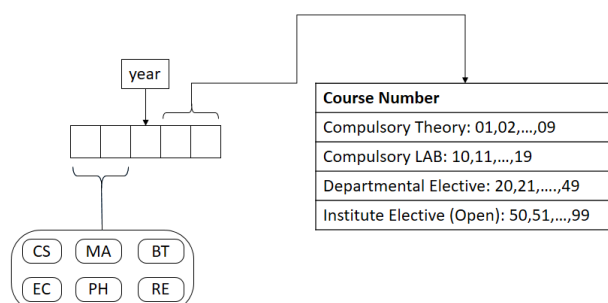 year
Course Number
Compulsory Theory: 01,02,...,09
Compulsory LAB: 10,11,...,19
Departmental Elective: 20,21,....,49
Institute Elective (Open): 50,51,...,99
CS MA BT
EC PH RE